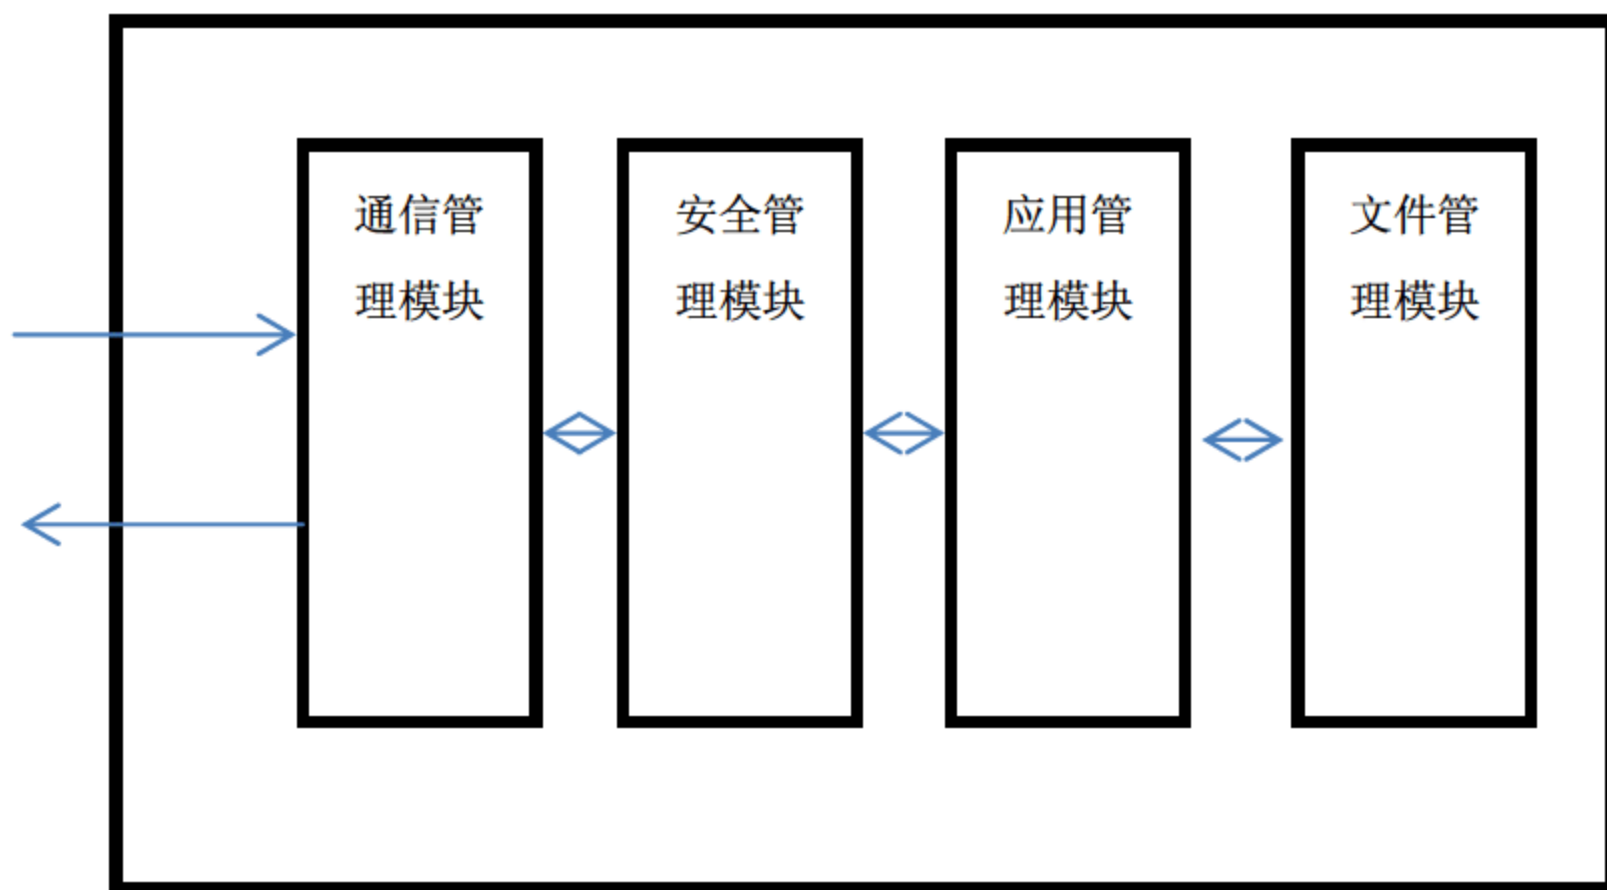 通信管
理模块
安全管
理模块
应用管
理模块
文件管
理模块